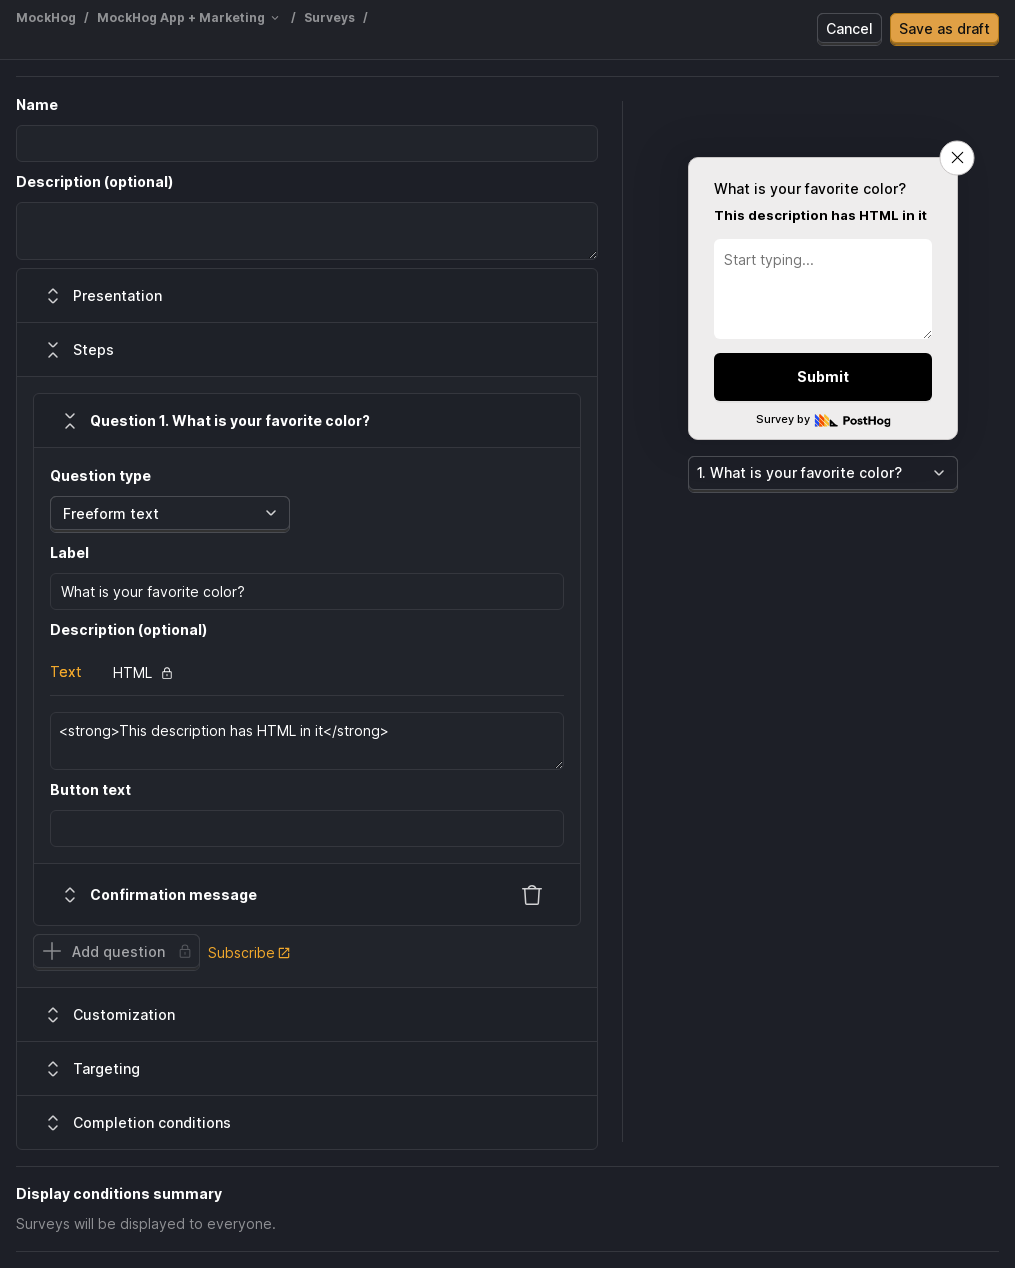 MockHog / MockHog App + Marketing / Surveys /
Cancel
Save as draft
Name
Description (optional)
Presentation
Steps
Question 1. What is your favorite color?
Question type
Freeform text
Label
What is your favorite color?
Description (optional)
Text
HTML
<strong>This description has HTML in it</strong>
Button text
Confirmation message
Add question
Subscribe
Customization
Targeting
Completion conditions
What is your favorite color?
This description has HTML in it
Start typing...
Submit
Survey by PostHog
1. What is your favorite color?
Display conditions summary
Surveys will be displayed to everyone.